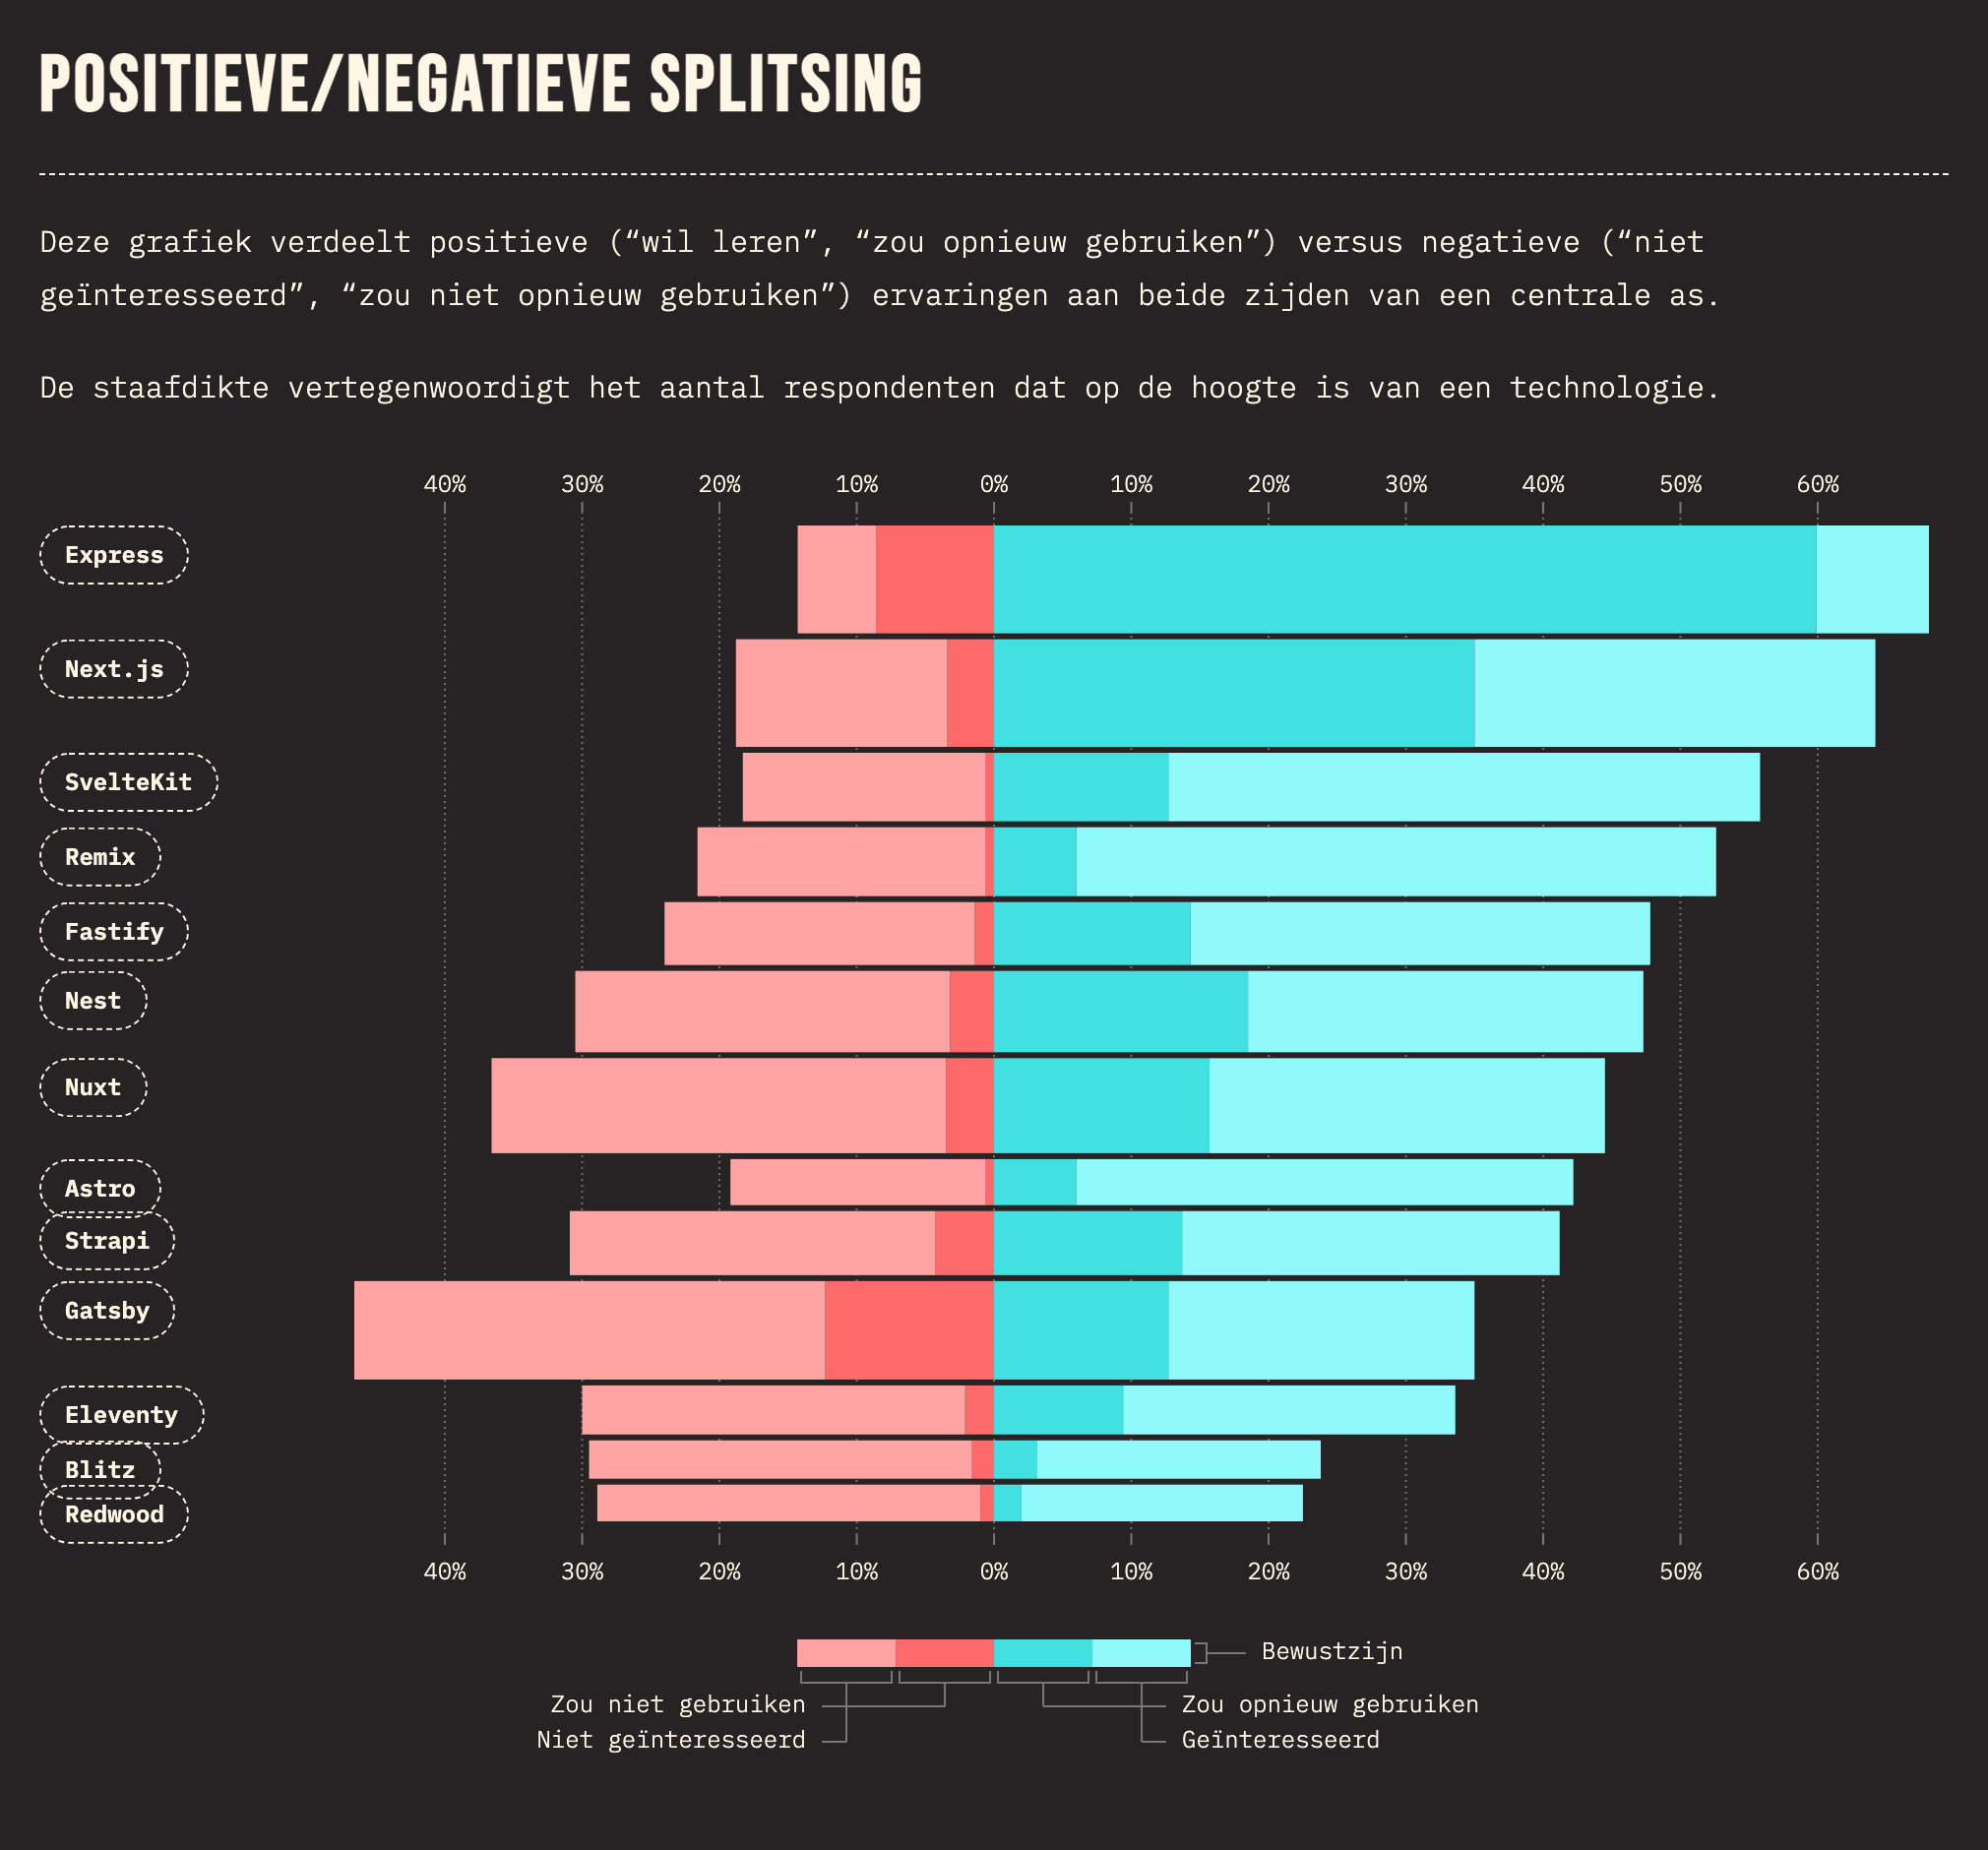 POSITIEVE/NEGATIEVE SPLITSING
Deze grafiek verdeelt positieve (“wil leren”, “zou opnieuw gebruiken”) versus negatieve (“niet
geïnteresseerd”, “zou niet opnieuw gebruiken”) ervaringen aan beide zijden van een centrale as.
De staafdikte vertegenwoordigt het aantal respondenten dat op de hoogte is van een technologie.
40% 30% 20% 10% 0% 10% 20% 30% 40% 50% 60%
Express
Next.js
SvelteKit
Remix
Fastify
Nest
Nuxt
Astro
Strapi
Gatsby
Eleventy
Blitz
Redwood
40% 30% 20% 10% 0% 10% 20% 30% 40% 50% 60%
Bewustzijn
Zou niet gebruiken Zou opnieuw gebruiken
Niet geïnteresseerd Geïnteresseerd